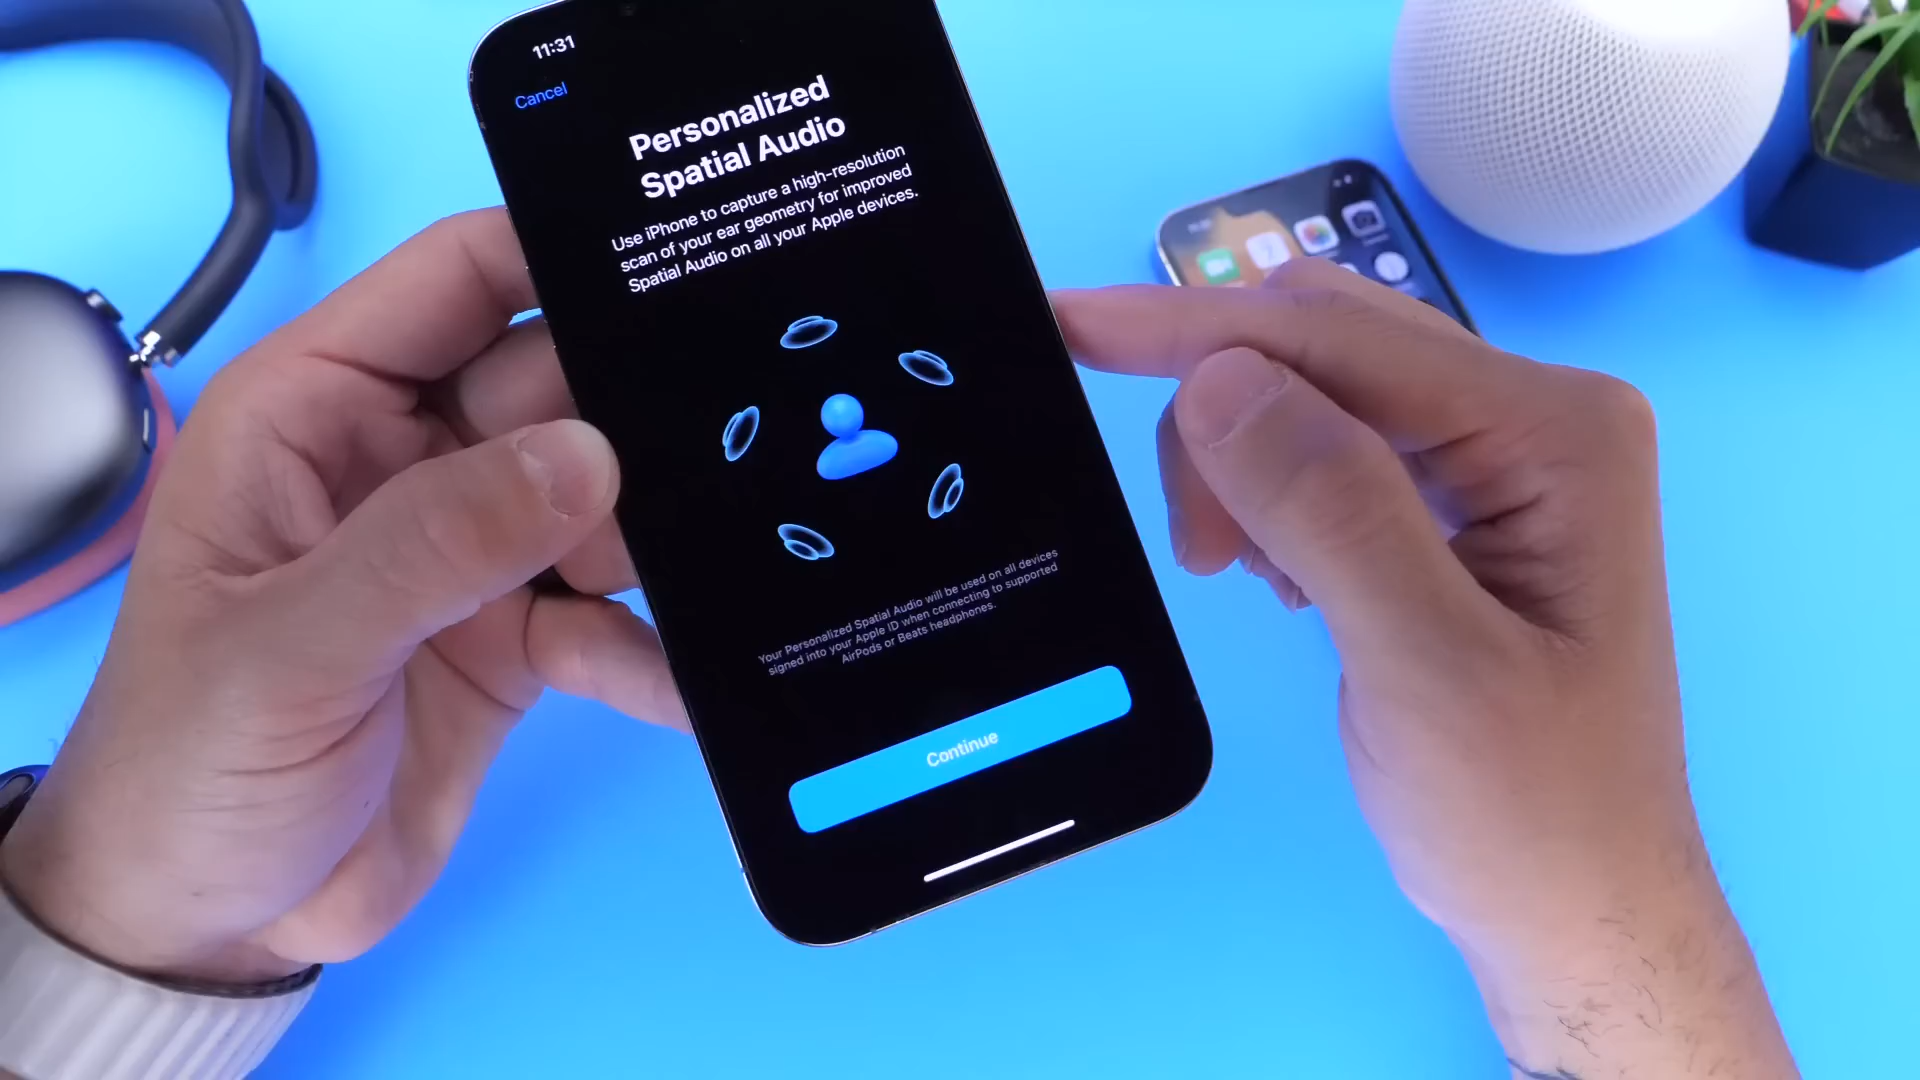 11:31
Cancel
Personalized
Spatial Audio
Use iPhone to capture a high-resolution
scan of your ear geometry for improved
Spatial Audio on all your Apple devices.
Your Personalized Spatial Audio will be used on all devices
signed into your Apple ID when connecting to supported
AirPods or Beats headphones.
Continue